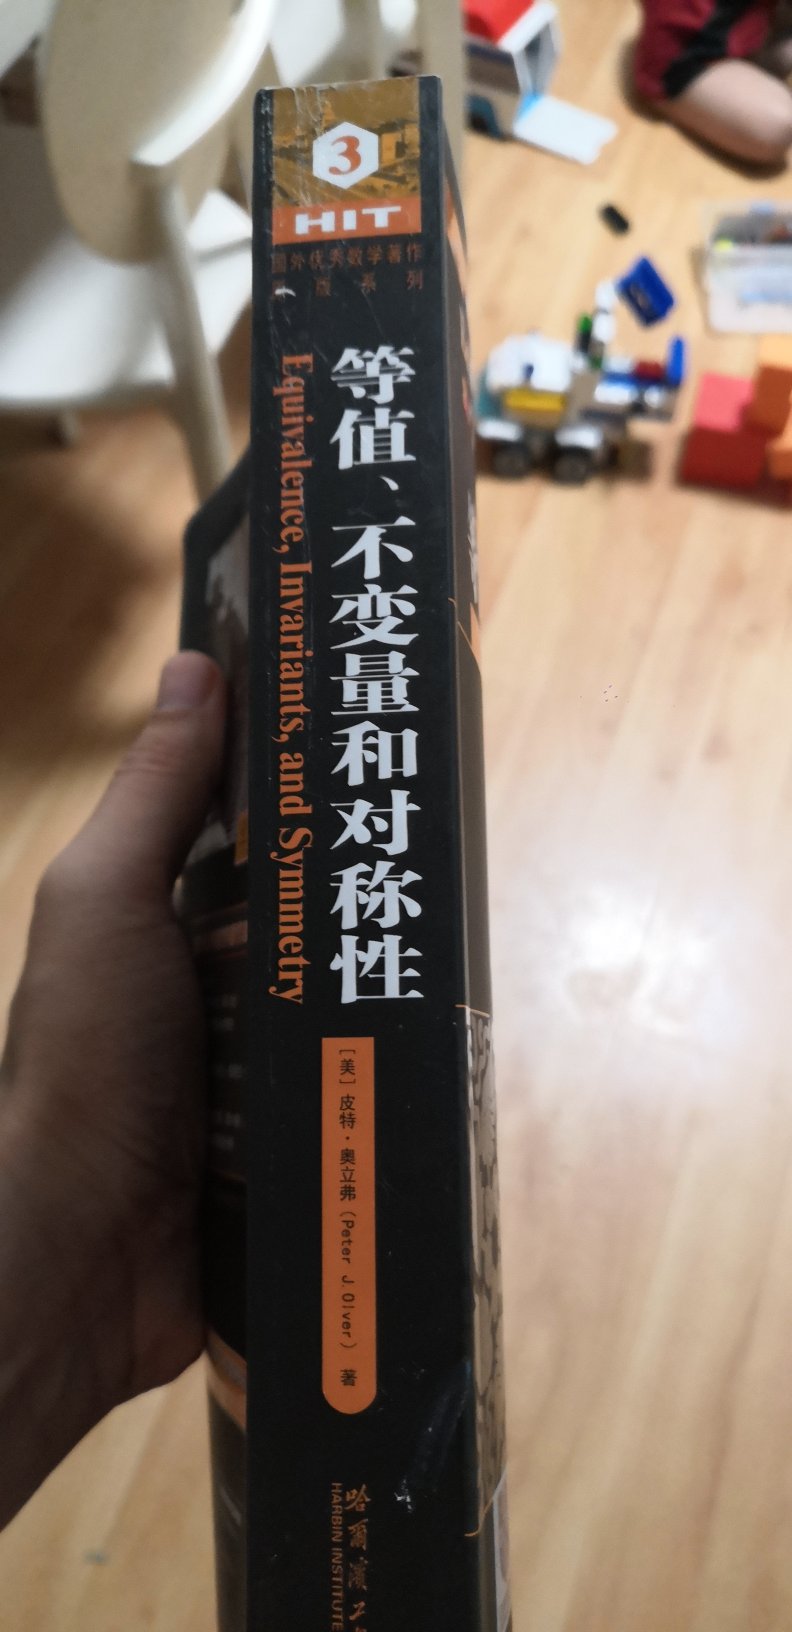 3
HIT
国外优秀数学著作
原版系列
等值、不变量和对称性
Equivalence, Invariants, and Symmetry
[美] 皮特·奥立弗 (Peter J. Olver) 著
哈尔滨工
HARBIN INSTITUTE